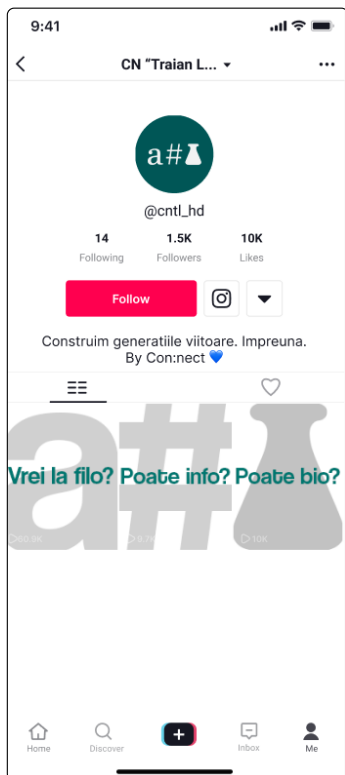 9:41
CN “Traian L...
a#
@cntl_hd
14 1.5K 10K
Following Followers Likes
Follow
Construim generatiile viitoare. Impreuna.
By Con:nect 💙
a#
Vrei la filo? Poate info? Poate bio?
10K
Home Discover Inbox Me